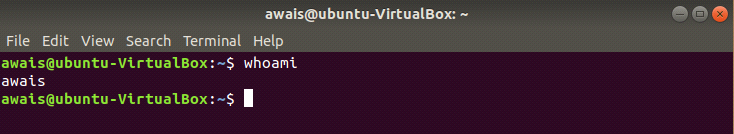 awais@ubuntu-VirtualBox: ~
File Edit View Search Terminal Help
awais@ubuntu-VirtualBox:~$ whoami
awais
awais@ubuntu-VirtualBox:~$